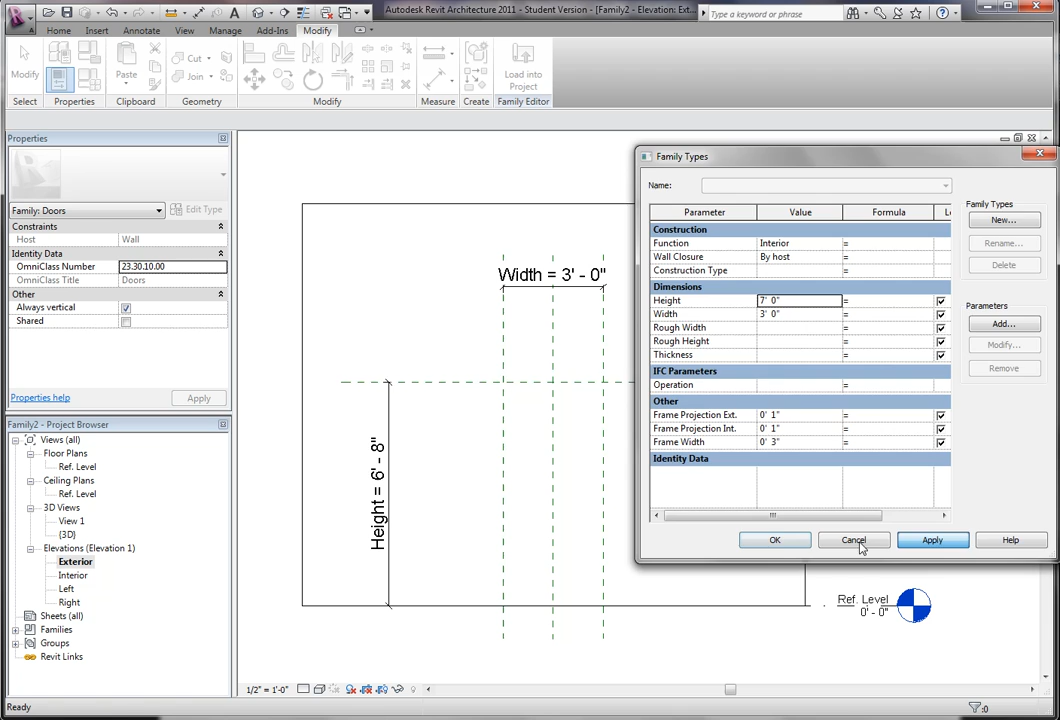 Autodesk Revit Architecture 2011 - Student Version - [Family2 - Elevation: Ext...
Type a keyword or phrase
Home Insert Annotate View Manage Add-Ins Modify
Modify
Paste
Cut
Join
Load into
Project
Select Properties Clipboard Geometry Modify Measure Create Family Editor
Properties
Family: Doors
Edit Type
Constraints
Host Wall
Identity Data
OmniClass Number 23.30.10.00
OmniClass Title Doors
Other
Always vertical
Shared
Properties help
Apply
Family2 - Project Browser
Views (all)
Floor Plans
Ref. Level
Ceiling Plans
Ref. Level
3D Views
View 1
{3D}
Elevations (Elevation 1)
Exterior
Interior
Left
Right
Sheets (all)
Families
Groups
Revit Links
Width = 3' - 0"
Height = 6' - 8"
Ref. Level
0' - 0"
Family Types
Name:
Parameter Value Formula Lo
Construction
Function Interior =
Wall Closure By host =
Construction Type =
Dimensions
Height 7' 0" =
Width 3' 0" =
Rough Width =
Rough Height =
Thickness =
IFC Parameters
Operation =
Other
Frame Projection Ext. 0' 1" =
Frame Projection Int. 0' 1" =
Frame Width 0' 3" =
Identity Data
Family Types
New...
Rename...
Delete
Parameters
Add...
Modify...
Remove
OK Cancel Apply Help
1/2" = 1'-0"
Ready
:0